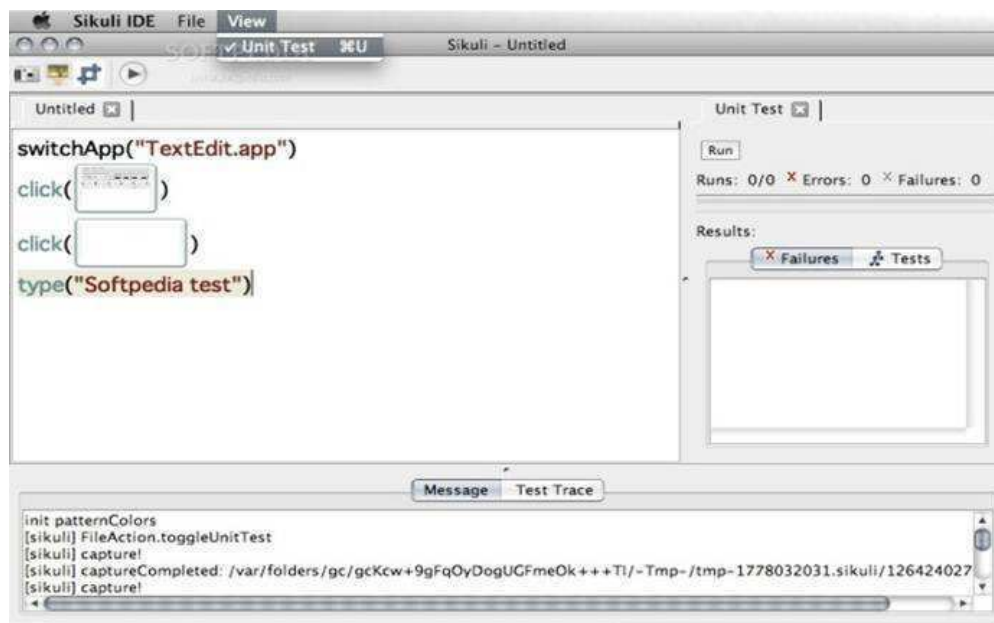 Sikuli IDE File View
✓ Unit Test ⌘U
Sikuli – Untitled
Untitled
Unit Test
switchApp("TextEdit.app")
click( )
click( )
type("Softpedia test")
Run
Runs: 0/0 Errors: 0 Failures: 0
Results:
Failures Tests
Message Test Trace
init patternColors
[sikuli] FileAction.toggleUnitTest
[sikuli] capture!
[sikuli] captureCompleted: /var/folders/gc/gcKcw+9gFqOyDogUGFmeOk+++TI/-Tmp-/tmp-1778032031.sikuli/126424027
[sikuli] capture!